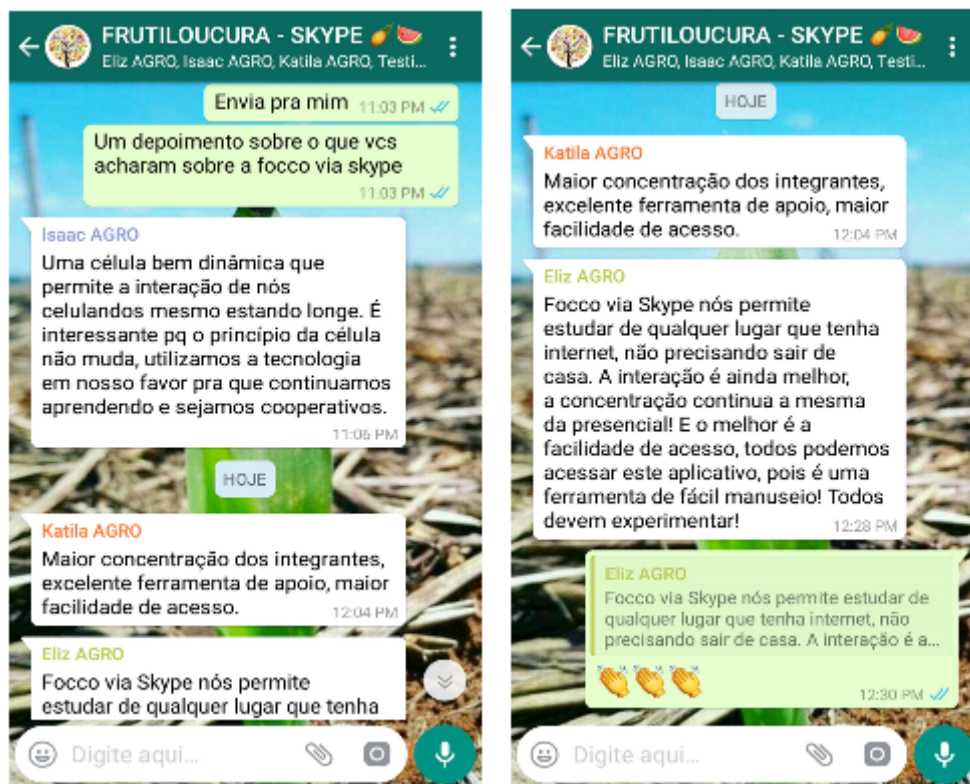 FRUTILOUCURA - SKYPE 🥭🍉
Eliz AGRO, Isaac AGRO, Katila AGRO, Testi...
Envia pra mim 11:03 PM
Um depoimento sobre o que vcs
acharam sobre a focco via skype
11:03 PM
Isaac AGRO
Uma célula bem dinâmica que
permite a interação de nós
celulandos mesmo estando longe. É
interessante pq o princípio da célula
não muda, utilizamos a tecnologia
em nosso favor pra que continuamos
aprendendo e sejamos cooperativos.
11:06 PM
HOJE
Katila AGRO
Maior concentração dos integrantes,
excelente ferramenta de apoio, maior
facilidade de acesso. 12:04 PM
Eliz AGRO
Focco via Skype nós permite
estudar de qualquer lugar que tenha
Digite aqui...
FRUTILOUCURA - SKYPE 🥭🍉
Eliz AGRO, Isaac AGRO, Katila AGRO, Testi...
HOJE
Katila AGRO
Maior concentração dos integrantes,
excelente ferramenta de apoio, maior
facilidade de acesso. 12:04 PM
Eliz AGRO
Focco via Skype nós permite
estudar de qualquer lugar que tenha
internet, não precisando sair de
casa. A interação é ainda melhor,
a concentração continua a mesma
da presencial! E o melhor é a
facilidade de acesso, todos podemos
acessar este aplicativo, pois é uma
ferramenta de fácil manuseio! Todos
devem experimentar! 12:28 PM
Eliz AGRO
Focco via Skype nós permite estudar de
qualquer lugar que tenha internet, não
precisando sair de casa. A interação é a...
👏👏👏
12:30 PM
Digite aqui...